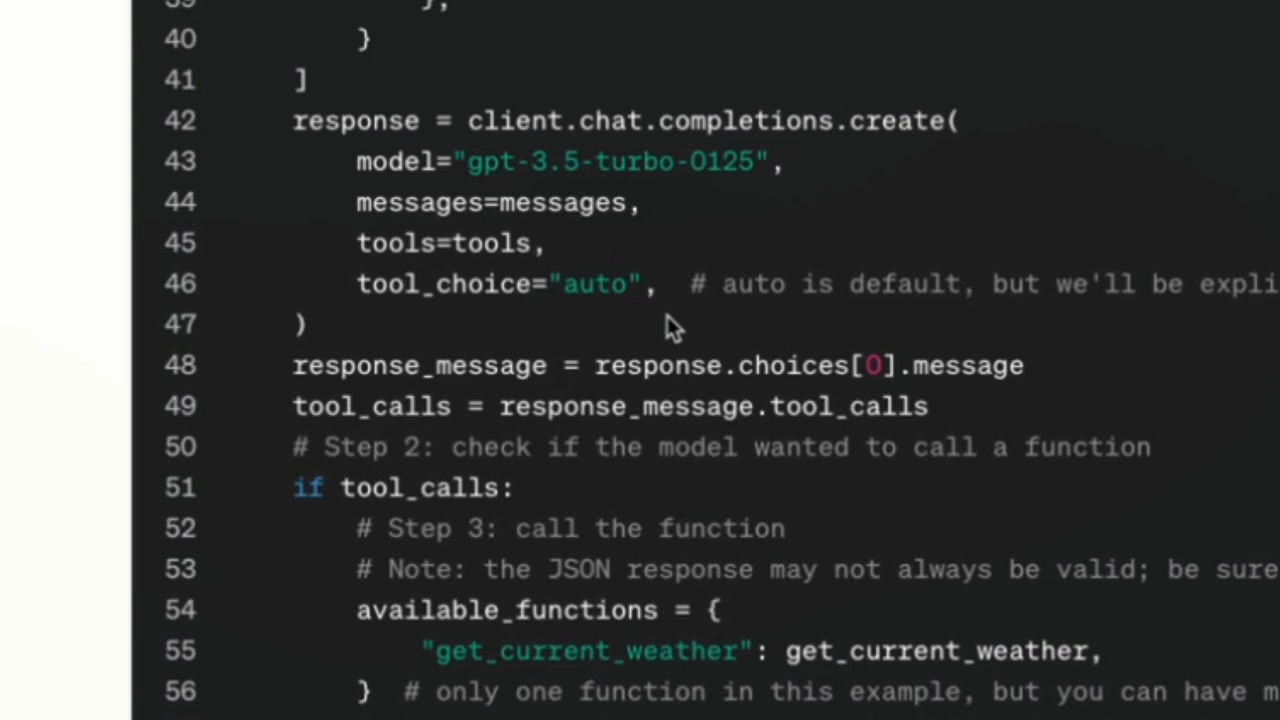 39 },
40 }
41 ]
42 response = client.chat.completions.create(
43 model="gpt-3.5-turbo-0125",
44 messages=messages,
45 tools=tools,
46 tool_choice="auto", # auto is default, but we'll be expli
47 )
48 response_message = response.choices[0].message
49 tool_calls = response_message.tool_calls
50 # Step 2: check if the model wanted to call a function
51 if tool_calls:
52 # Step 3: call the function
53 # Note: the JSON response may not always be valid; be sure
54 available_functions = {
55 "get_current_weather": get_current_weather,
56 } # only one function in this example, but you can have m